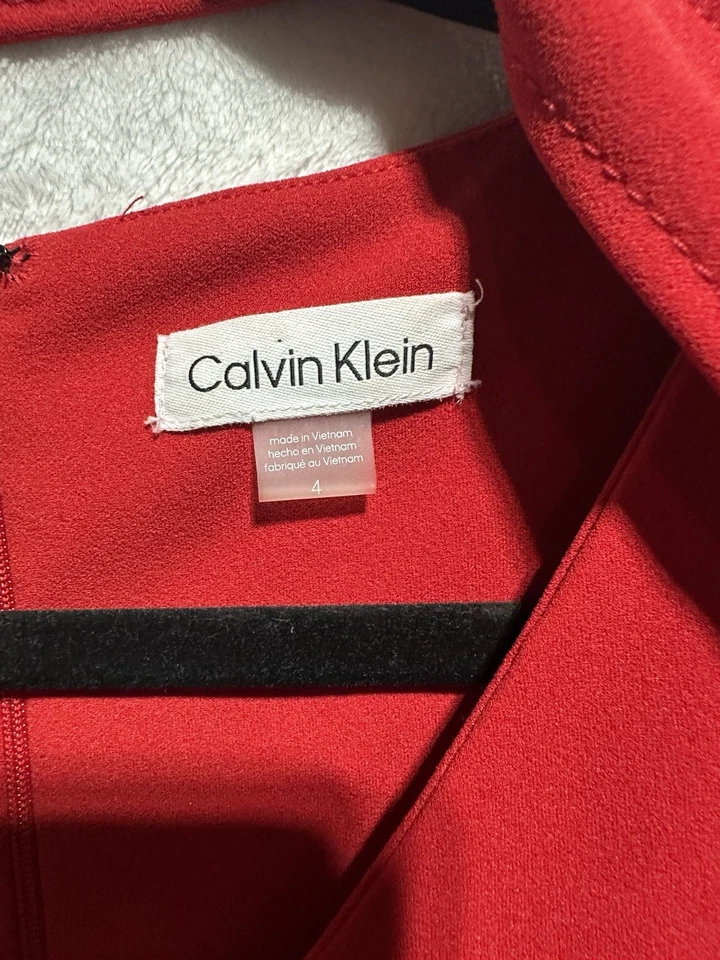 Calvin Klein
made in Vietnam
hecho en Vietnam
fabriqué au Vietnam
4